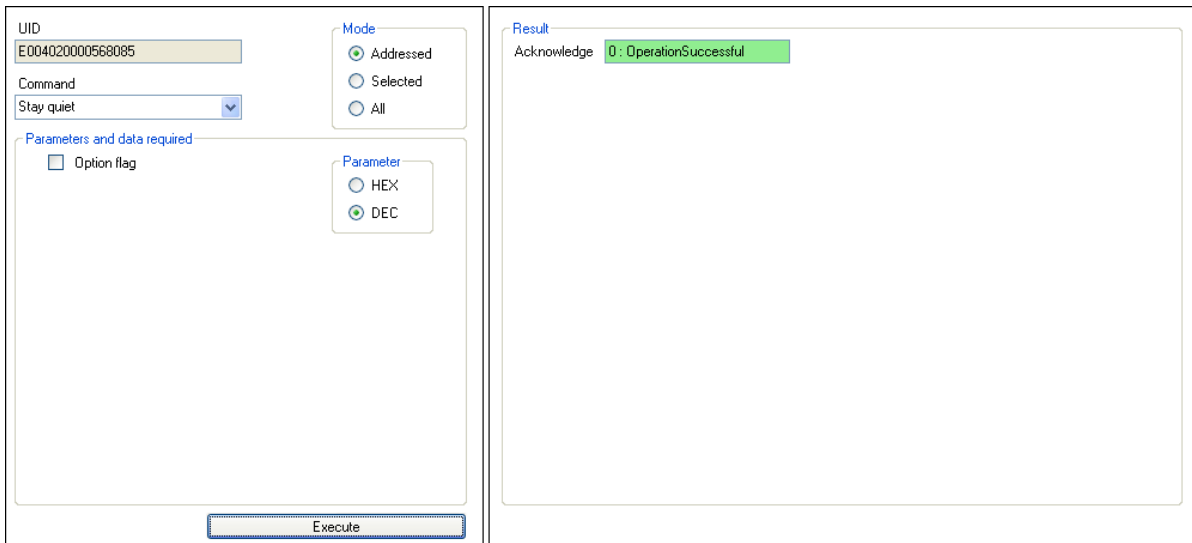 UID
E004020000568085
Command
Stay quiet
Mode
Addressed
Selected
All
Parameters and data required
Option flag
Parameter
HEX
DEC
Execute
Result
Acknowledge 0 : OperationSuccessful